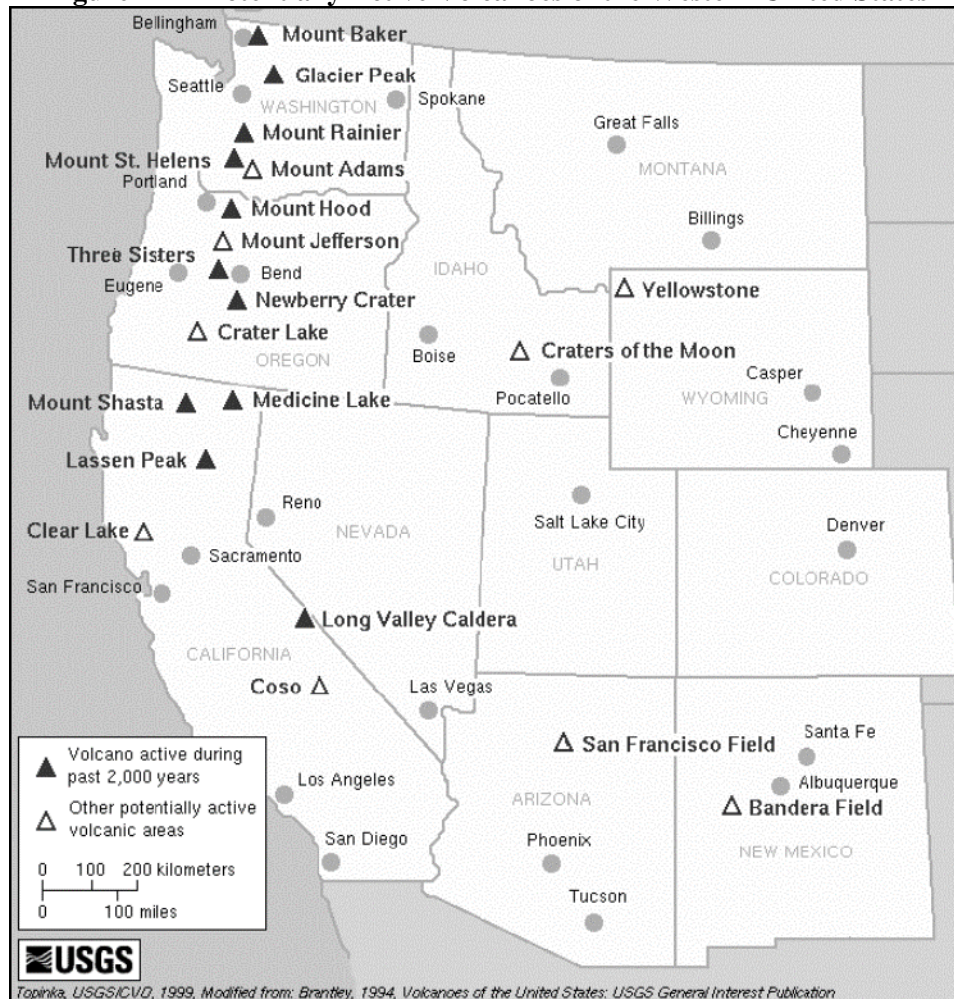 Bellingham
Mount Baker
Glacier Peak
Seattle
WASHINGTON
Spokane
Great Falls
Mount Rainier
Mount St. Helens
Mount Adams
MONTANA
Portland
Mount Hood
Billings
Mount Jefferson
Three Sisters
IDAHO
Eugene
Bend
Yellowstone
Newberry Crater
Crater Lake
OREGON
Boise
Craters of the Moon
Casper
Pocatello
WYOMING
Mount Shasta
Medicine Lake
Cheyenne
Lassen Peak
Reno
Clear Lake
NEVADA
Salt Lake City
Denver
Sacramento
UTAH
COLORADO
San Francisco
Long Valley Caldera
CALIFORNIA
Coso
Las Vegas
San Francisco Field
Santa Fe
Albuquerque
Los Angeles
ARIZONA
Bandera Field
San Diego
Phoenix
NEW MEXICO
Tucson
Volcano active during
past 2,000 years
Other potentially active
volcanic areas
0 100 200 kilometers
0 100 miles
USGS
Topinka, USGS/CVO, 1999, Modified from: Brantley, 1994, Volcanoes of the United States: USGS General Interest Publication